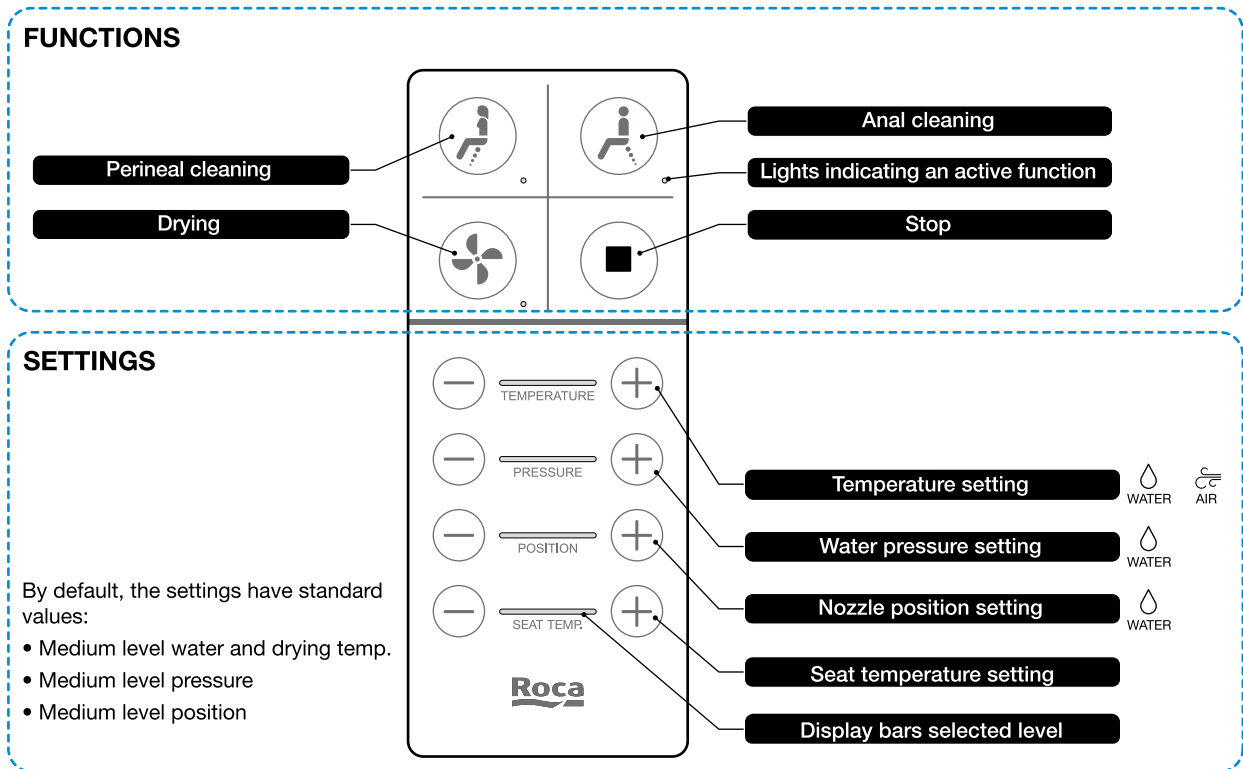 FUNCTIONS
Perineal cleaning
Drying
Anal cleaning
Lights indicating an active function
Stop
SETTINGS
TEMPERATURE
PRESSURE
POSITION
SEAT TEMP.
Roca
Temperature setting
WATER
AIR
Water pressure setting
WATER
Nozzle position setting
WATER
Seat temperature setting
Display bars selected level
By default, the settings have standard
values:
• Medium level water and drying temp.
• Medium level pressure
• Medium level position